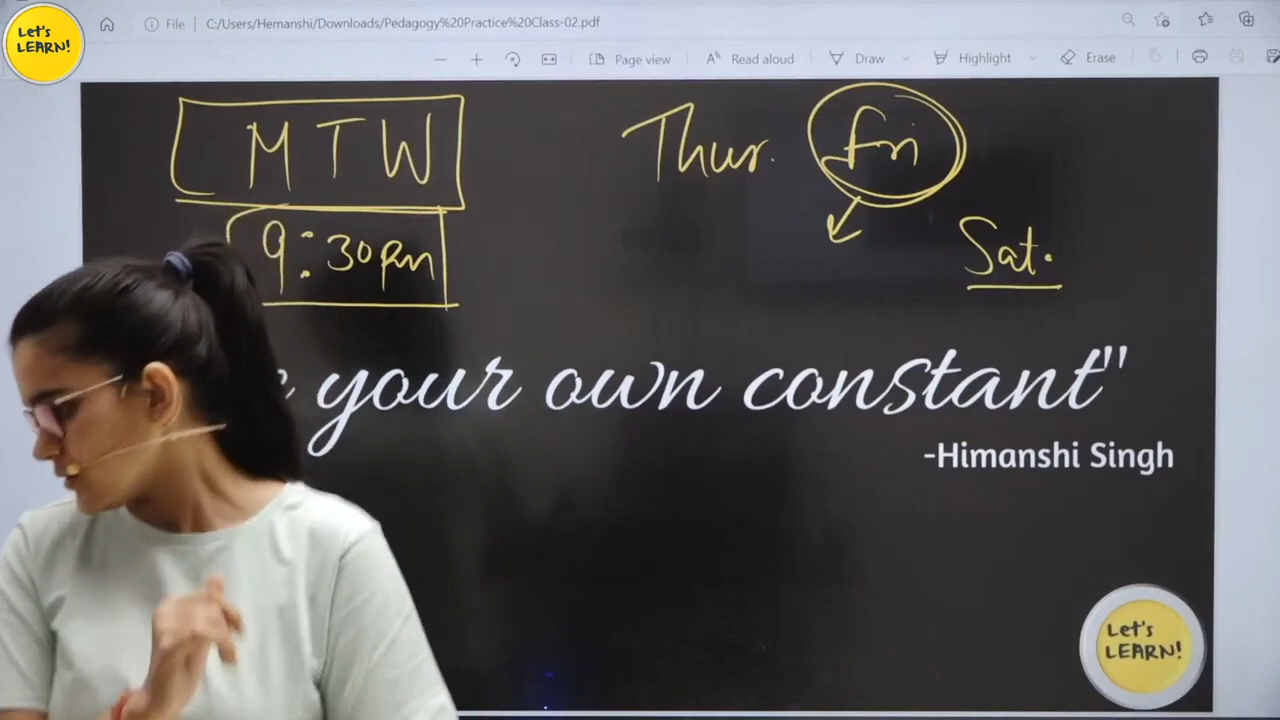 Let's
LEARN!
File C:/Users/Hemanshi/Downloads/Pedagogy%20Practice%20Class-02.pdf
Page view Read aloud Draw Highlight Erase
M T W Thur. Fri
9:30pm Sat.
your own constant"
-Himanshi Singh
Let's
LEARN!